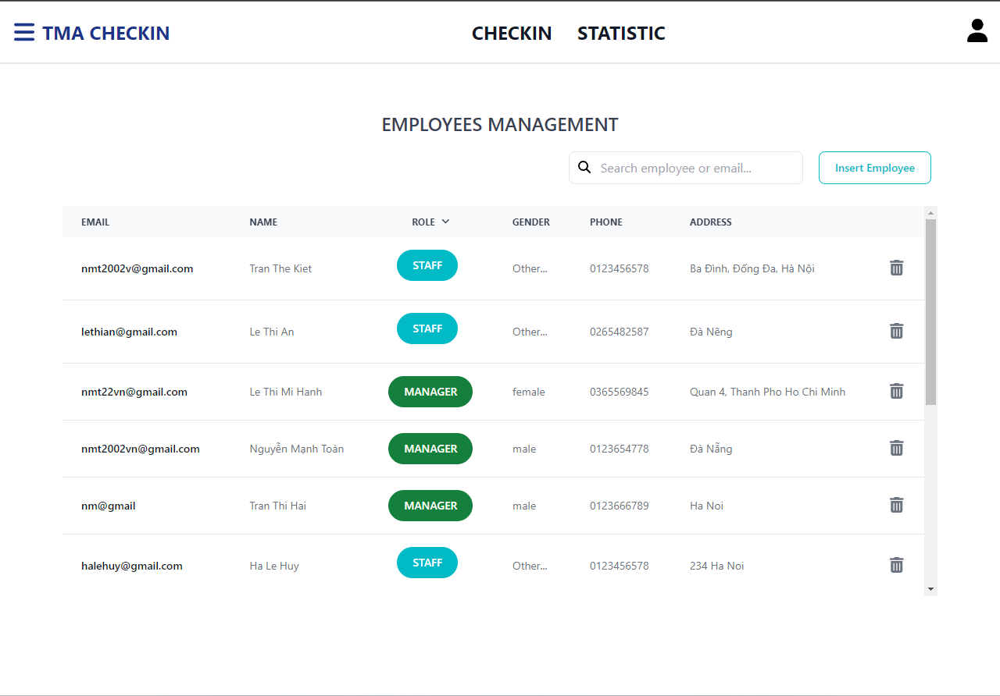 TMA CHECKIN CHECKIN STATISTIC
EMPLOYEES MANAGEMENT
Search employee or email... Insert Employee
EMAIL NAME ROLE GENDER PHONE ADDRESS
nmt2002v@gmail.com Tran The Kiet STAFF Other... 0123456578 Ba Đình, Đống Đa, Hà Nội
lethian@gmail.com Le Thi An STAFF Other... 0265482587 Đà Nẽng
nmt22vn@gmail.com Le Thi Mi Hanh MANAGER female 0365569845 Quan 4, Thanh Pho Ho Chi Minh
nmt2002vn@gmail.com Nguyễn Mạnh Toàn MANAGER male 0123654778 Đà Nẵng
nm@gmail Tran Thi Hai MANAGER male 0123666789 Ha Noi
halehuy@gmail.com Ha Le Huy STAFF Other... 0123456578 234 Ha Noi